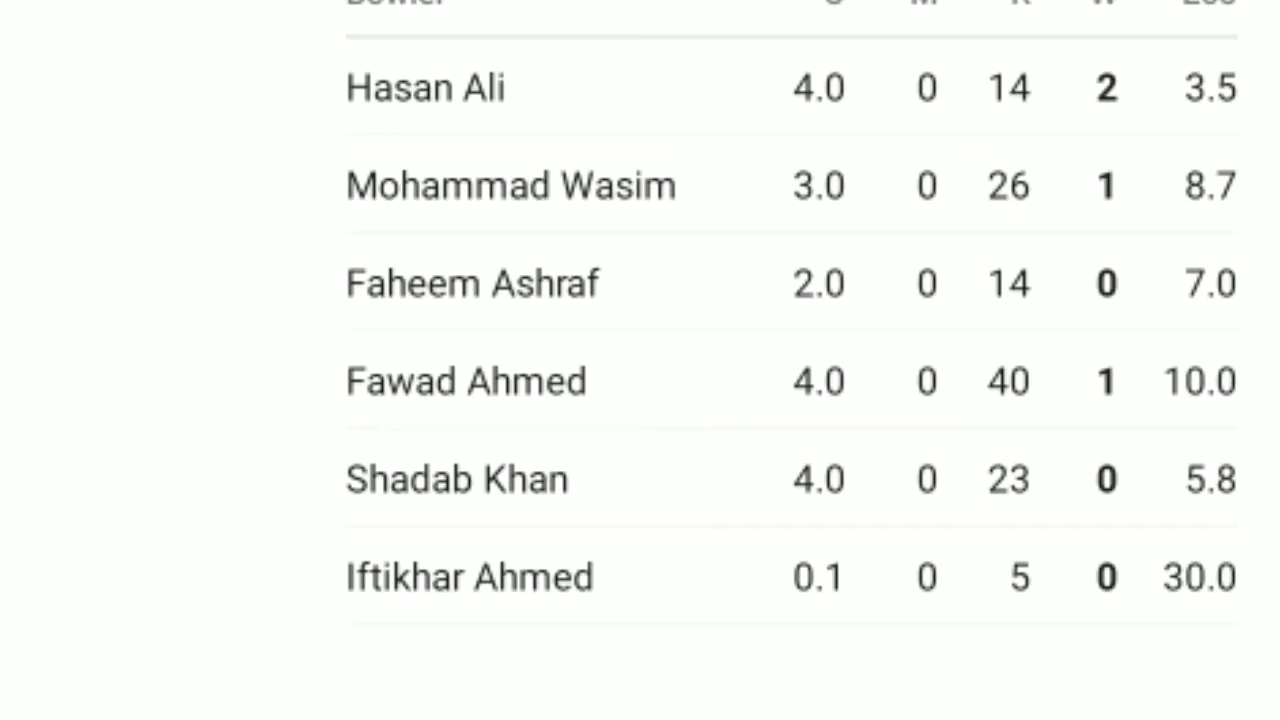 Bowler O M R W Eco
Hasan Ali 4.0 0 14 2 3.5
Mohammad Wasim 3.0 0 26 1 8.7
Faheem Ashraf 2.0 0 14 0 7.0
Fawad Ahmed 4.0 0 40 1 10.0
Shadab Khan 4.0 0 23 0 5.8
Iftikhar Ahmed 0.1 0 5 0 30.0